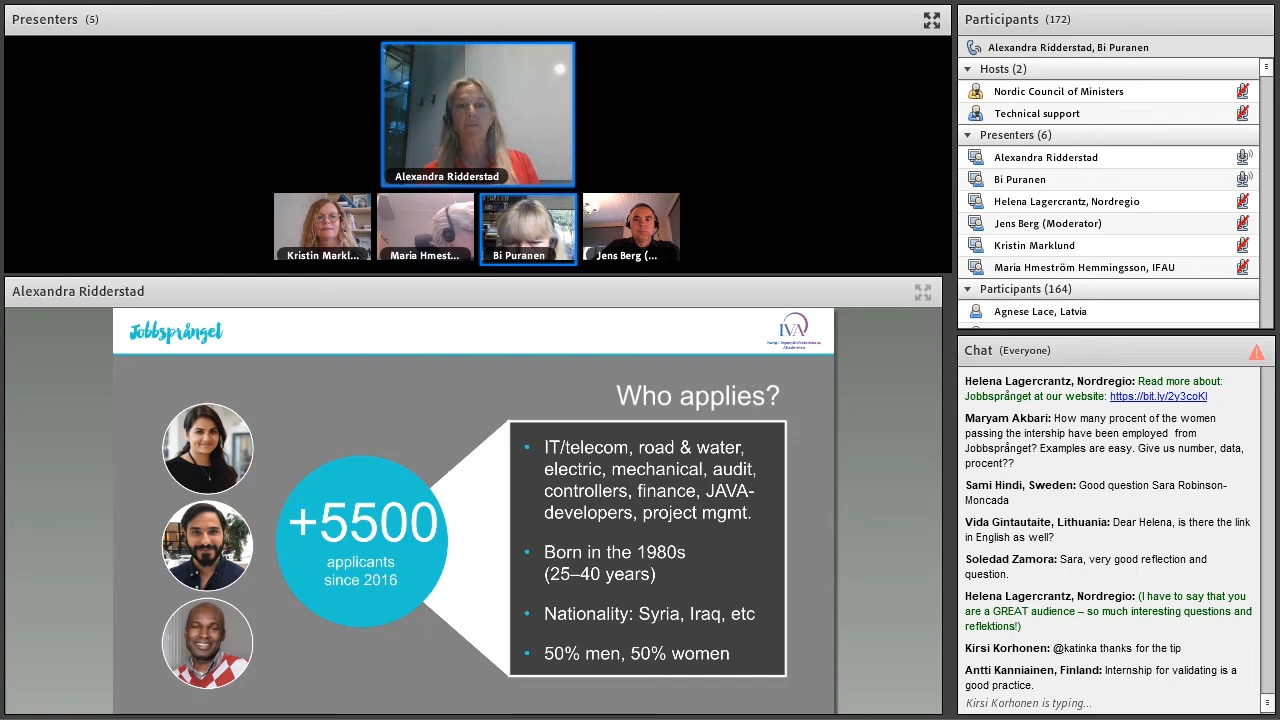 Presenters (5)
Alexandra Ridderstad
Kristin Markl...
Maria Hmest...
Bi Puranen
Jens Berg (...
Alexandra Ridderstad
Jobbsprånget
IVA
Who applies?
+5500
applicants
since 2016
• IT/telecom, road & water,
electric, mechanical, audit,
controllers, finance, JAVA-
developers, project mgmt.
• Born in the 1980s
(25–40 years)
• Nationality: Syria, Iraq, etc
• 50% men, 50% women
Participants (172)
Alexandra Ridderstad, Bi Puranen
Hosts (2)
Nordic Council of Ministers
Technical support
Presenters (6)
Alexandra Ridderstad
Bi Puranen
Helena Lagercrantz, Nordregio
Jens Berg (Moderator)
Kristin Marklund
Maria Hmeström Hemmingsson, IFAU
Participants (164)
Agnese Lace, Latvia
Chat (Everyone)
Helena Lagercrantz, Nordregio: Read more about:
Jobbsprånget at our website: https://bit.ly/2y3coKl
Maryam Akbari: How many procent of the women
passing the intership have been employed from
Jobbsprånget? Examples are easy. Give us number, data,
procent??
Sami Hindi, Sweden: Good question Sara Robinson-
Moncada
Vida Gintautaite, Lithuania: Dear Helena, is there the link
in English as well?
Soledad Zamora: Sara, very good reflection and
question.
Helena Lagercrantz, Nordregio: (I have to say that you
are a GREAT audience – so much interesting questions and
reflektions!)
Kirsi Korhonen: @katinka thanks for the tip
Antti Kanniainen, Finland: Internship for validating is a
good practice.
Kirsi Korhonen is typing...